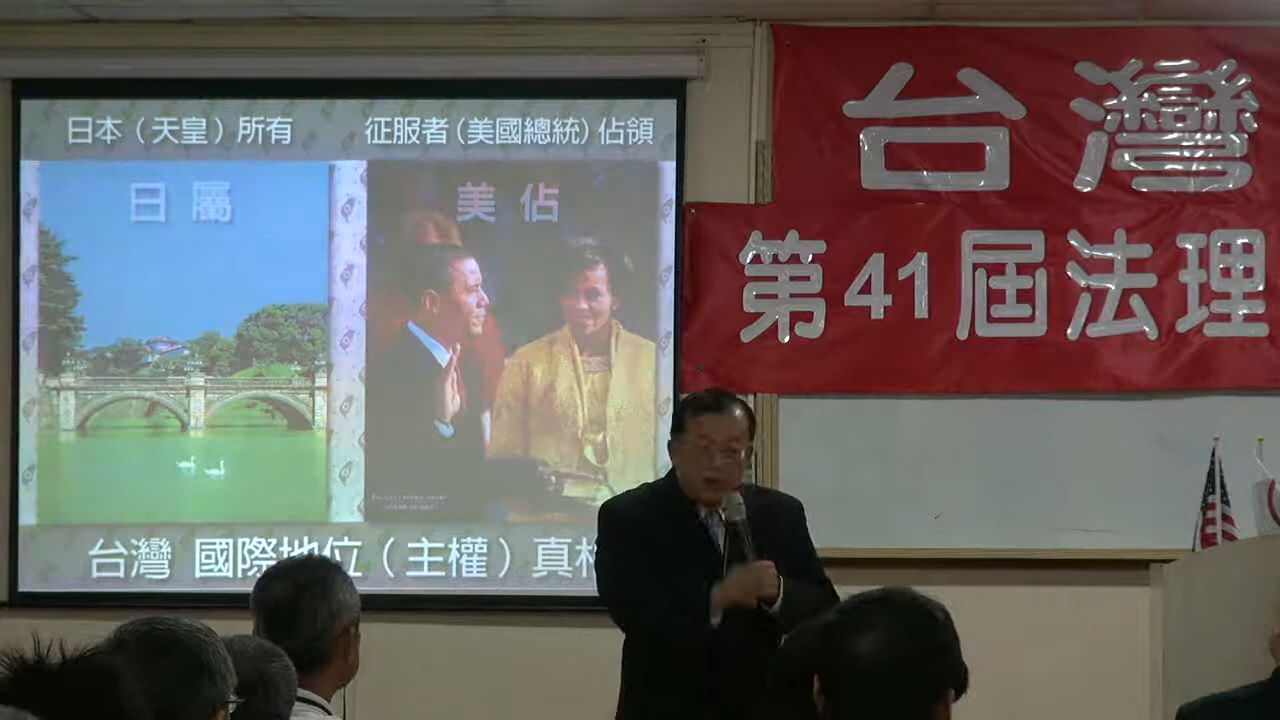 日本（天皇）所有
征服者（美國總統）佔領
日屬
美佔
台灣 國際地位（主權）真相
台灣
第41屆法理